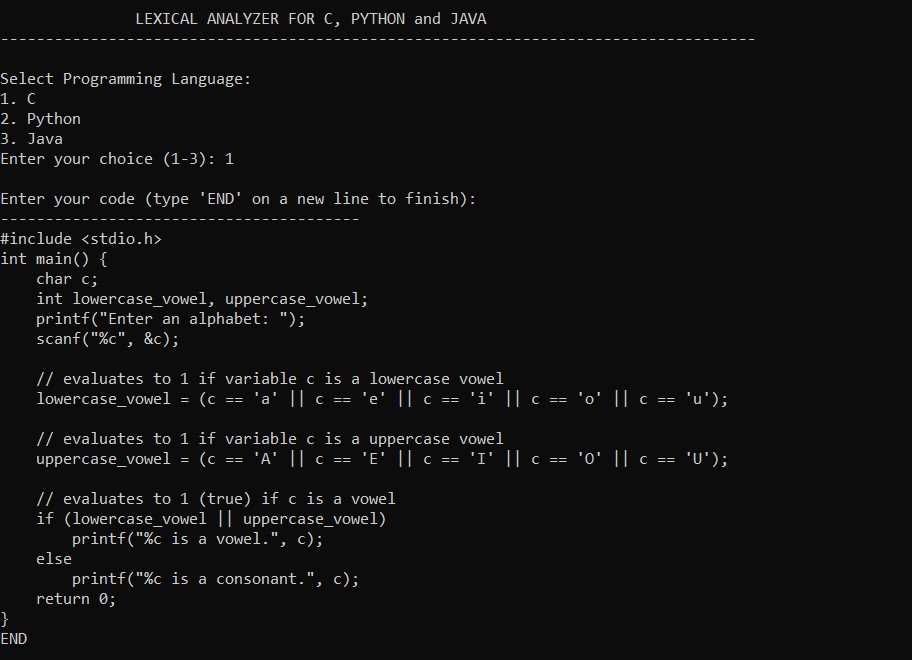 LEXICAL ANALYZER FOR C, PYTHON and JAVA
------------------------------------------------------------------------------------
Select Programming Language:
1. C
2. Python
3. Java
Enter your choice (1-3): 1
Enter your code (type 'END' on a new line to finish):
----------------------------------------
#include <stdio.h>
int main() {
    char c;
    int lowercase_vowel, uppercase_vowel;
    printf("Enter an alphabet: ");
    scanf("%c", &c);
    // evaluates to 1 if variable c is a lowercase vowel
    lowercase_vowel = (c == 'a' || c == 'e' || c == 'i' || c == 'o' || c == 'u');
    // evaluates to 1 if variable c is a uppercase vowel
    uppercase_vowel = (c == 'A' || c == 'E' || c == 'I' || c == 'O' || c == 'U');
    // evaluates to 1 (true) if c is a vowel
    if (lowercase_vowel || uppercase_vowel)
        printf("%c is a vowel.", c);
    else
        printf("%c is a consonant.", c);
    return 0;
}
END